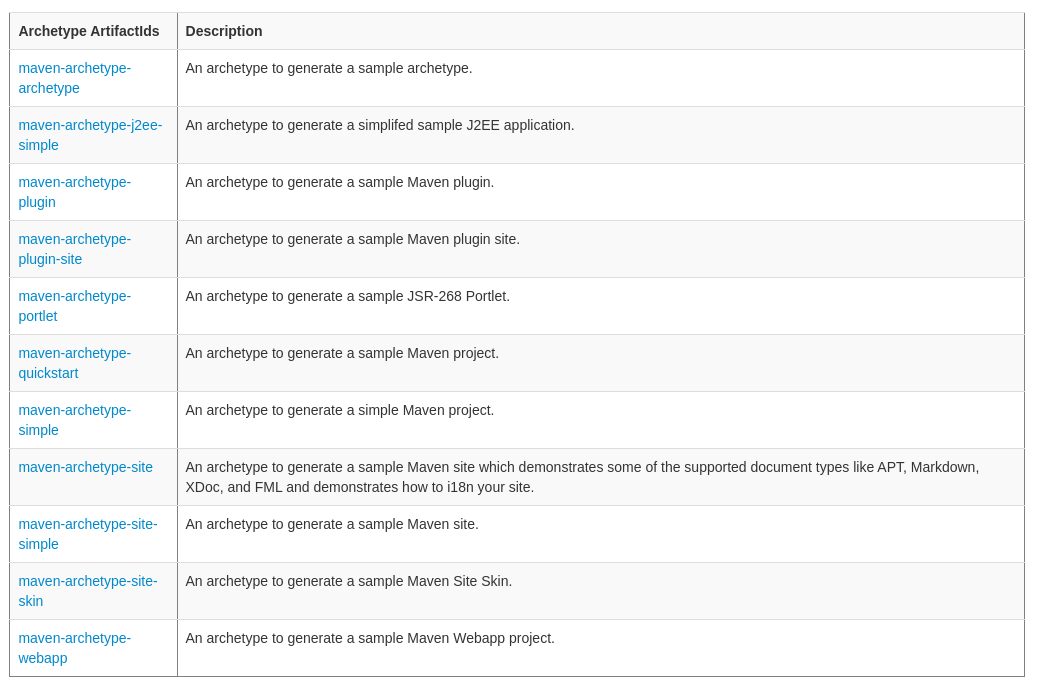 Archetype ArtifactIds Description
maven-archetype- An archetype to generate a sample archetype.
archetype
maven-archetype-j2ee- An archetype to generate a simplifed sample J2EE application.
simple
maven-archetype- An archetype to generate a sample Maven plugin.
plugin
maven-archetype- An archetype to generate a sample Maven plugin site.
plugin-site
maven-archetype- An archetype to generate a sample JSR-268 Portlet.
portlet
maven-archetype- An archetype to generate a sample Maven project.
quickstart
maven-archetype- An archetype to generate a simple Maven project.
simple
maven-archetype-site An archetype to generate a sample Maven site which demonstrates some of the supported document types like APT, Markdown,
XDoc, and FML and demonstrates how to i18n your site.
maven-archetype-site- An archetype to generate a sample Maven site.
simple
maven-archetype-site- An archetype to generate a sample Maven Site Skin.
skin
maven-archetype- An archetype to generate a sample Maven Webapp project.
webapp